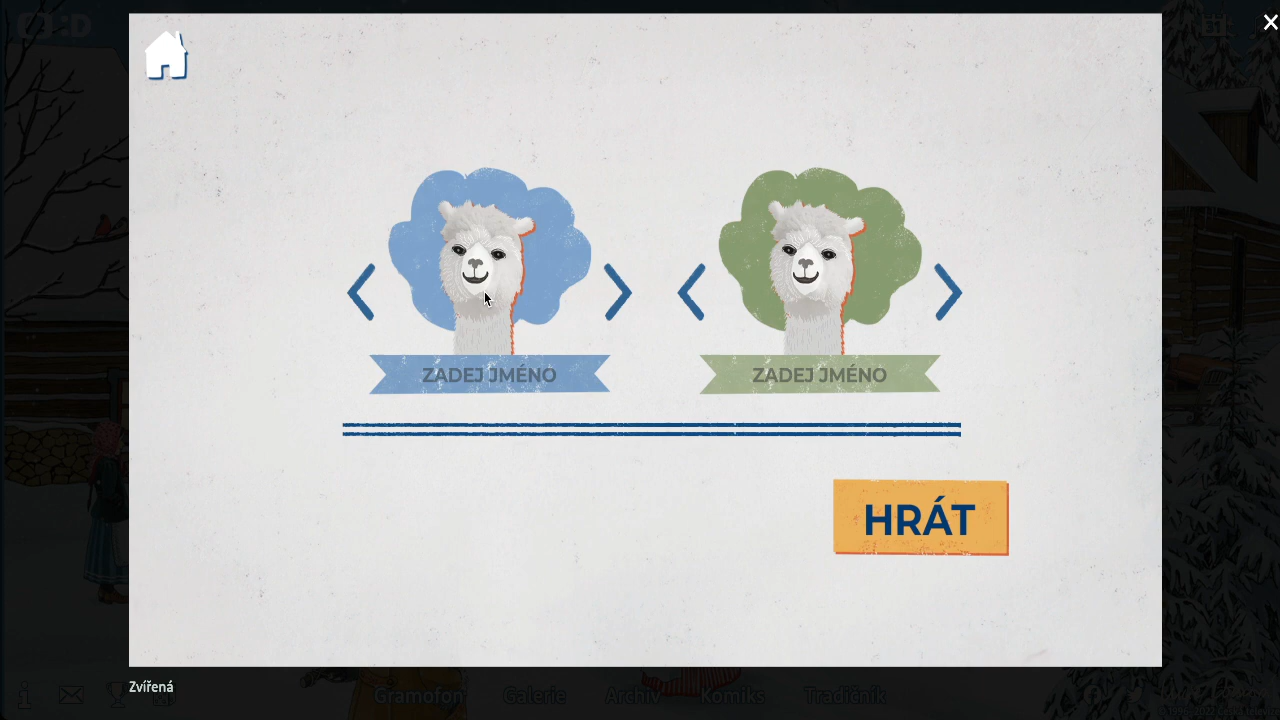 ZADEJ JMÉNO
ZADEJ JMÉNO
HRÁT
Zvířená
Gramofon
Galerie
Archiv
Komiks
Tradičník